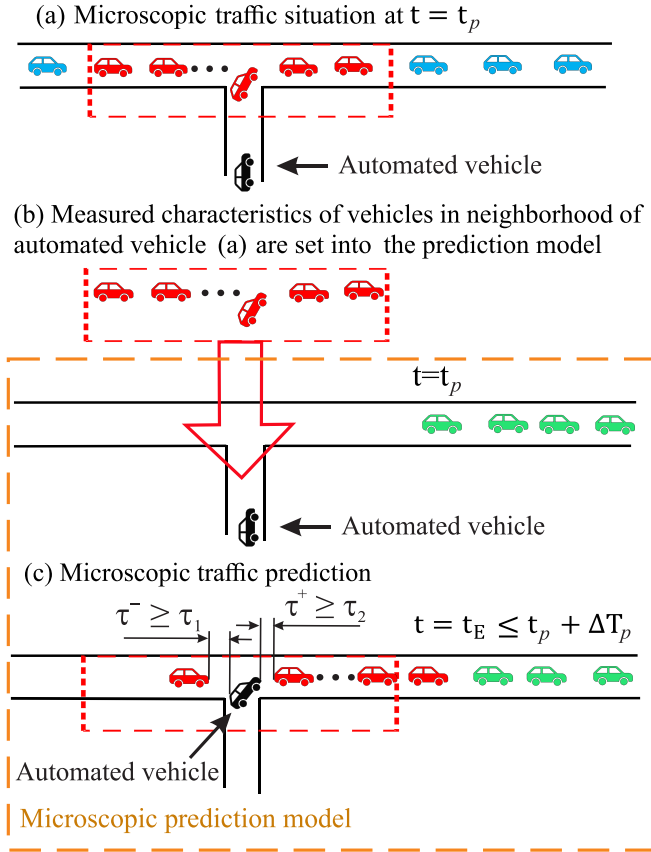 (a) Microscopic traffic situation at t = t_p
Automated vehicle
(b) Measured characteristics of vehicles in neighborhood of
automated vehicle (a) are set into the prediction model
t=t_p
Automated vehicle
(c) Microscopic traffic prediction
τ⁻ ≥ τ₁
τ⁺ ≥ τ₂
t = t_E ≤ t_p + ΔT_p
Automated vehicle
Microscopic prediction model